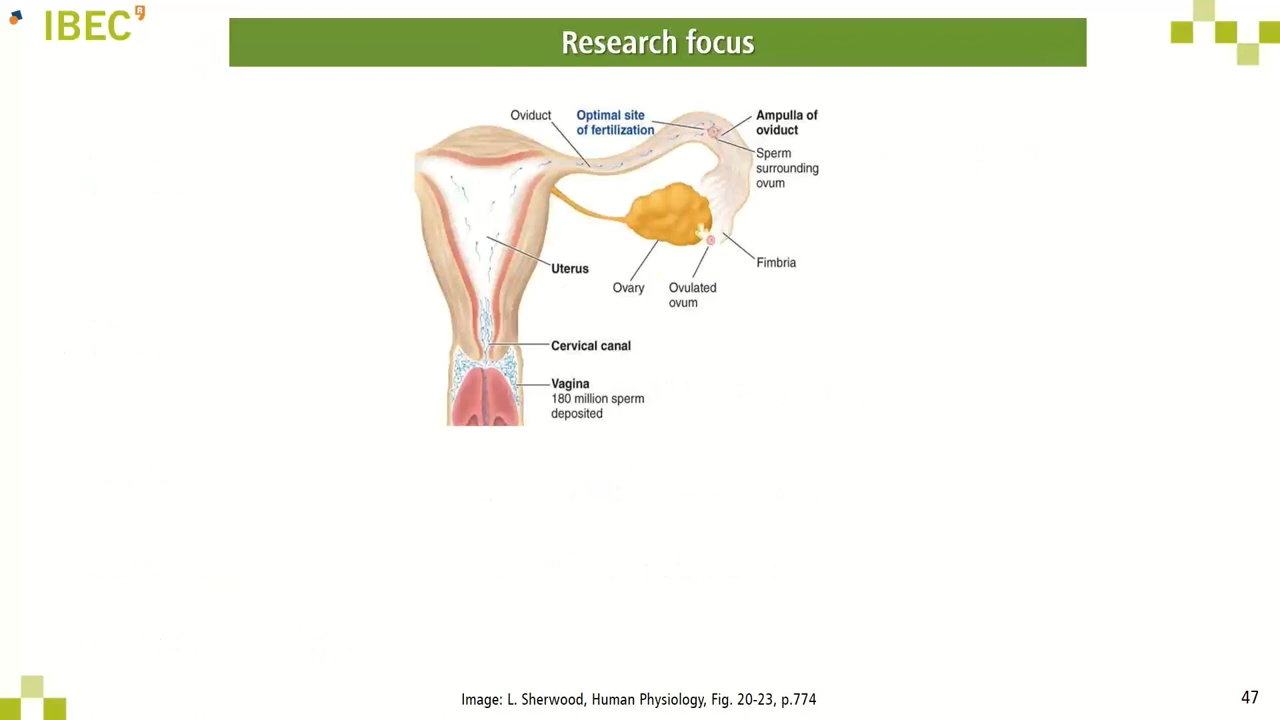 IBEC
R
Research focus
Oviduct
Optimal site
of fertilization
Ampulla of
oviduct
Sperm
surrounding
ovum
Uterus
Fimbria
Ovary
Ovulated
ovum
Cervical canal
Vagina
180 million sperm
deposited
Image: L. Sherwood, Human Physiology, Fig. 20-23, p.774
47